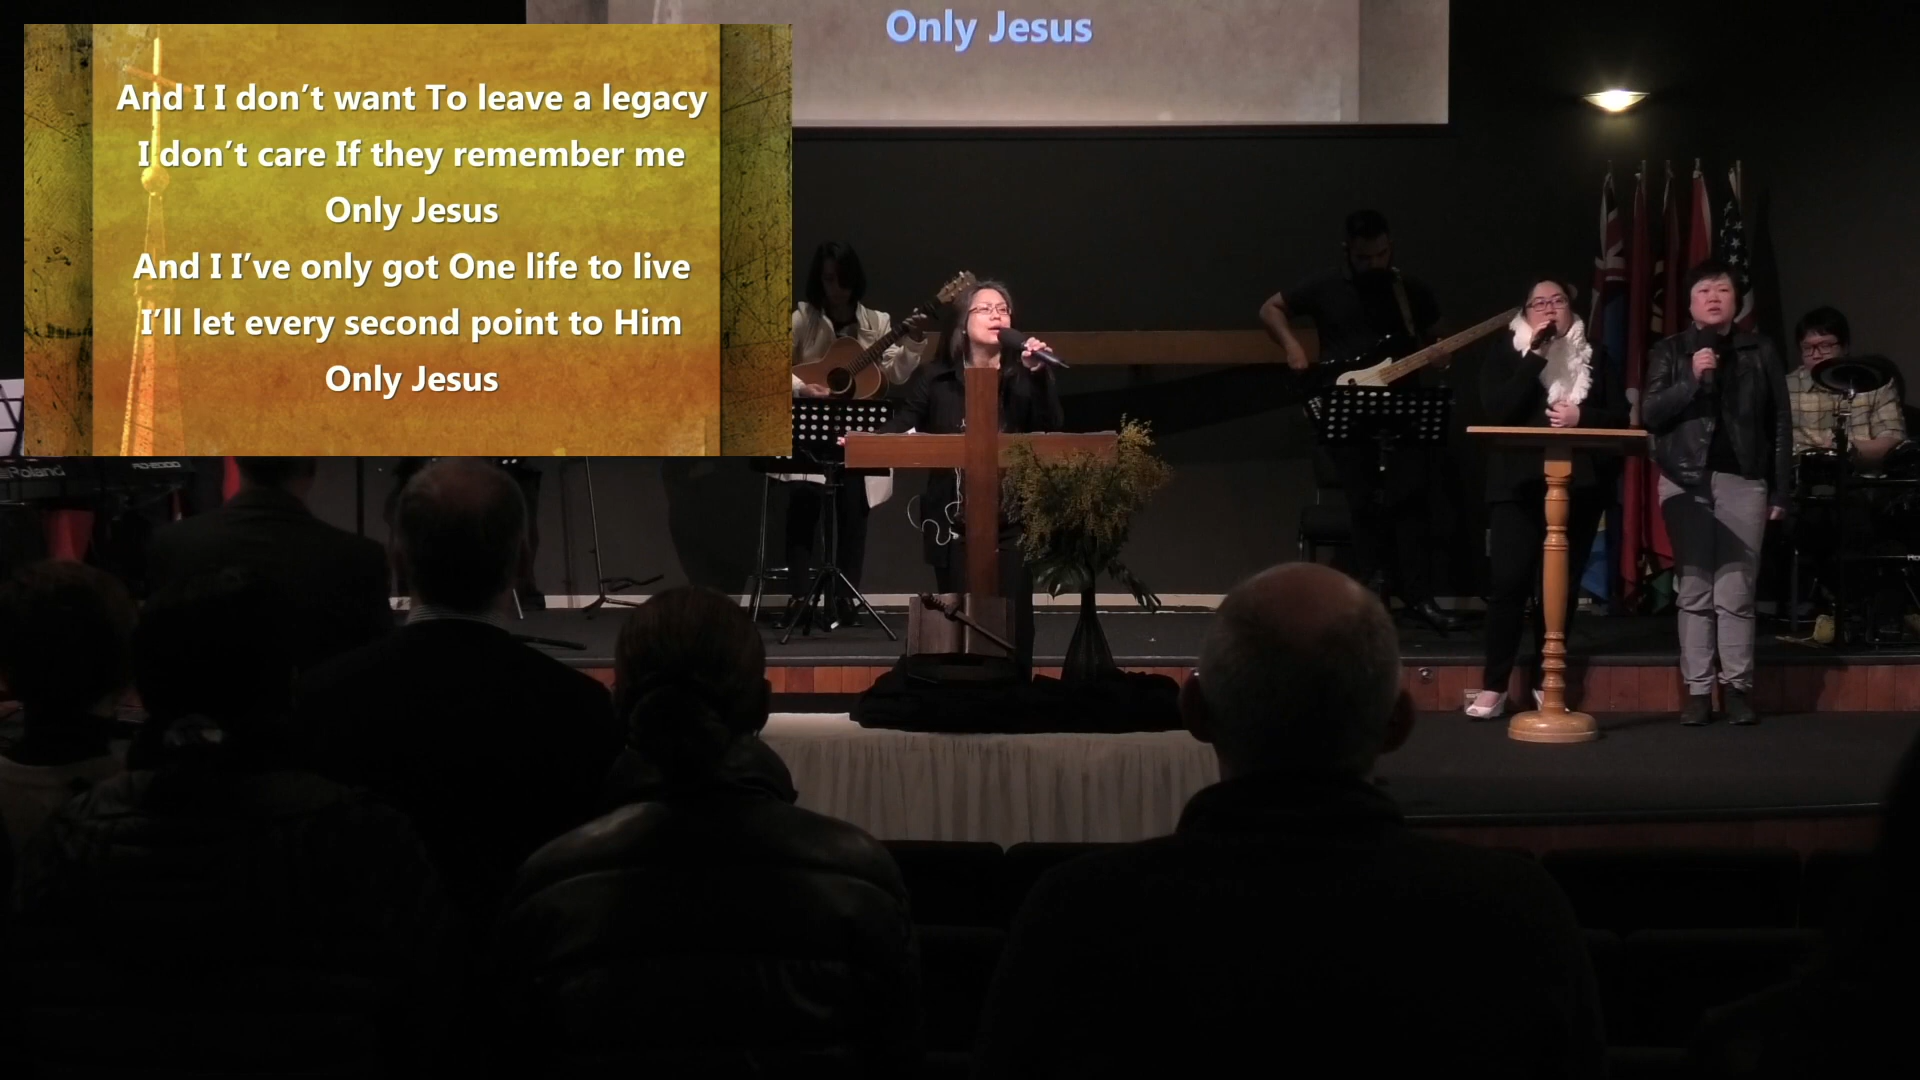 Only Jesus
And I I don't want To leave a legacy
I don't care If they remember me
Only Jesus
And I I've only got One life to live
I'll let every second point to Him
Only Jesus
Roland